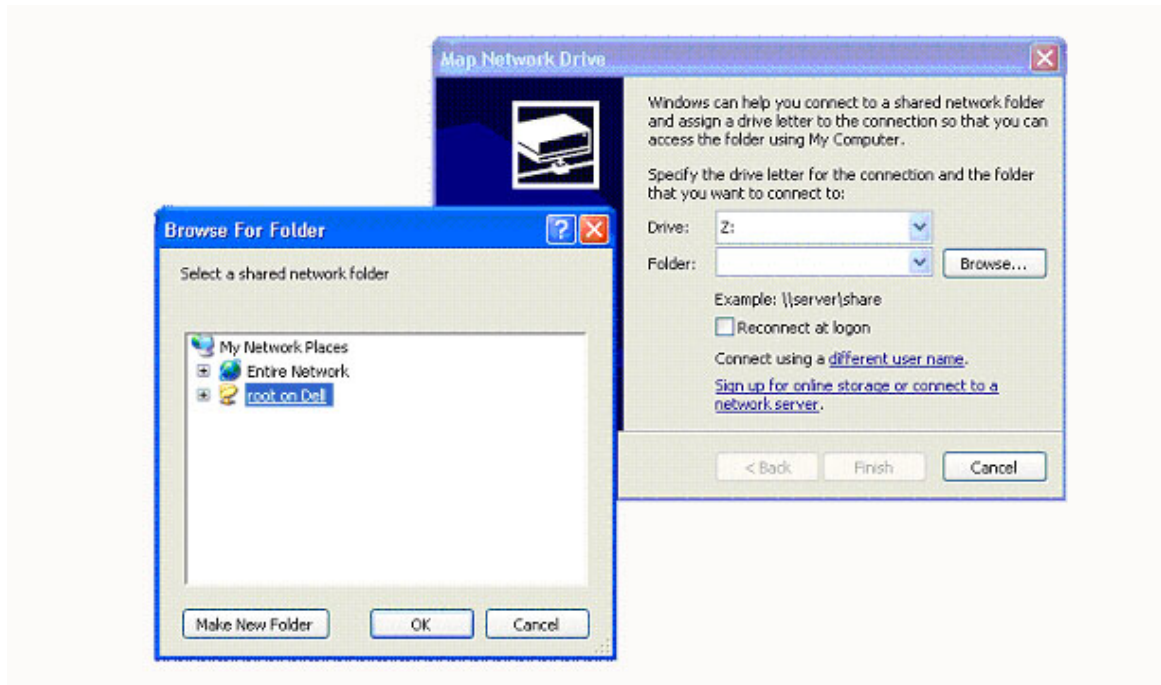 Map Network Drive
Windows can help you connect to a shared network folder
and assign a drive letter to the connection so that you can
access the folder using My Computer.
Specify the drive letter for the connection and the folder
that you want to connect to:
Drive: Z:
Folder: Browse...
Example: \\server\share
Reconnect at logon
Connect using a different user name.
Sign up for online storage or connect to a
network server.
< Back Finish Cancel
Browse For Folder
Select a shared network folder
My Network Places
Entire Network
root on Dell
Make New Folder OK Cancel